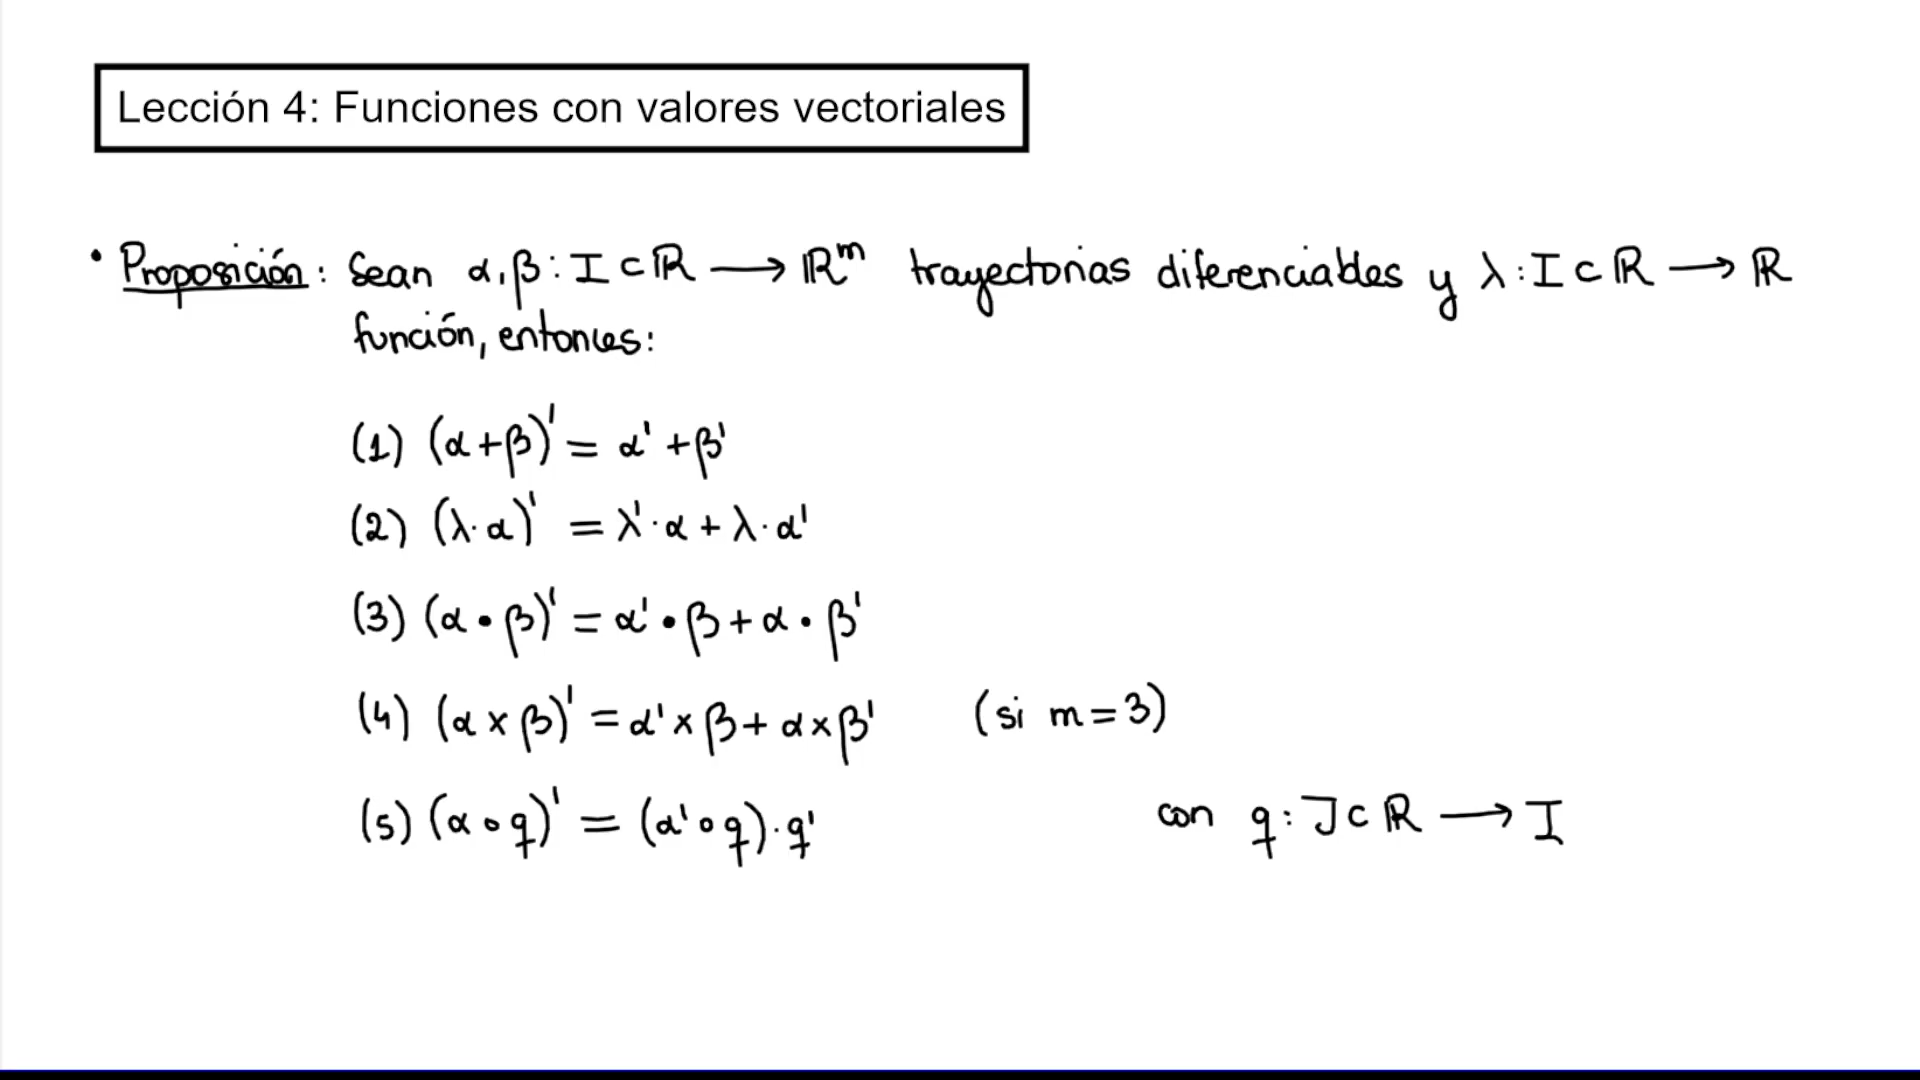 Lección 4: Funciones con valores vectoriales
• Proposición: Sean α,β: I ⊂ ℝ ⟶ ℝᵐ trayectorias diferenciables y λ: I ⊂ ℝ ⟶ ℝ
función, entonces:
(1) (α+β)' = α' + β'
(2) (λ·α)' = λ'·α + λ·α'
(3) (α • β)' = α' • β + α • β'
(4) (α × β)' = α' × β + α × β' (si m = 3)
(5) (α ∘ q)' = (α' ∘ q)·q' con q: J ⊂ ℝ ⟶ I